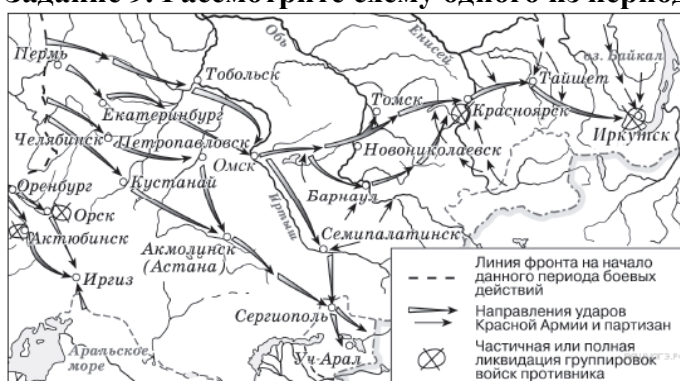 Задание 9. Рассмотрите схему одного из период
Обь
Енисей
оз. Байкал
Пермь
Тобольск
Тайшет
Екатеринбург
Томск
Красноярск
Челябинск
Петропавловск
Омск
Новониколаевск
Иркутск
Оренбург
Кустанай
Барнаул
Орск
Иртыш
Актюбинск
Акмолинск
(Астана)
Семипалатинск
Иргиз
Сергиополь
Аральское
море
Уч-Арал
Линия фронта на начало
данного периода боевых
действий
Направления ударов
Красной Армии и партизан
Частичная или полная
ликвидация группировок
войск противника